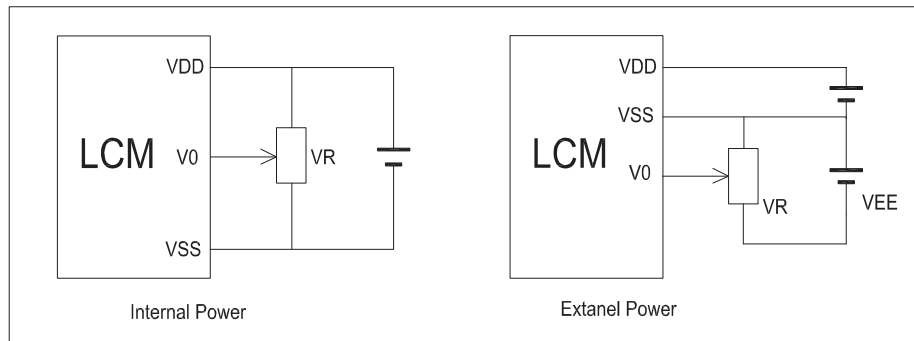 VDD
LCM
V0
VR
VSS
Internal Power
VDD
VSS
LCM
V0
VR
VEE
Extanel Power